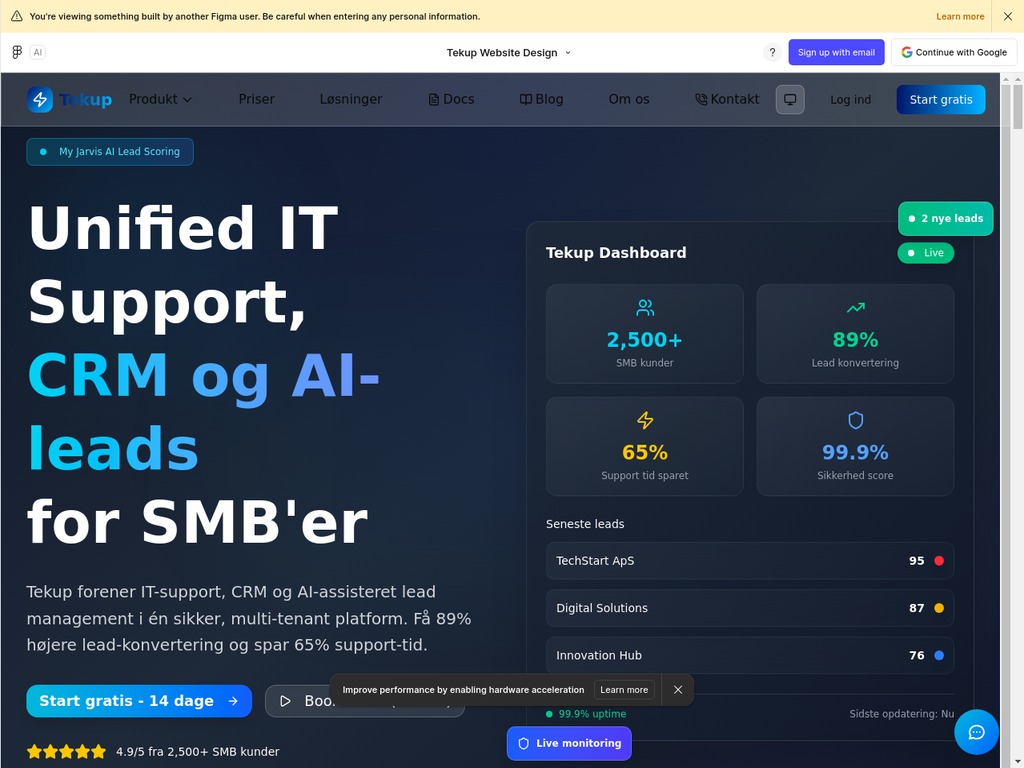 You're viewing something built by another Figma user. Be careful when entering any personal information.
Learn more
AI
Tekup Website Design
?
Sign up with email
Continue with Google
Tekup
Produkt
Priser
Løsninger
Docs
Blog
Om os
Kontakt
Log ind
Start gratis
My Jarvis AI Lead Scoring
Unified IT
Support,
CRM og AI-
leads
for SMB'er
Tekup forener IT-support, CRM og AI-assisteret lead
management i én sikker, multi-tenant platform. Få 89%
højere lead-konvertering og spar 65% support-tid.
Start gratis - 14 dage
4.9/5 fra 2,500+ SMB kunder
2 nye leads
Tekup Dashboard
Live
2,500+
SMB kunder
89%
Lead konvertering
65%
Support tid sparet
99.9%
Sikkerhed score
Seneste leads
TechStart ApS 95
Digital Solutions 87
Innovation Hub 76
99.9% uptime
Sidste opdatering: Nu
Improve performance by enabling hardware acceleration
Learn more
Live monitoring